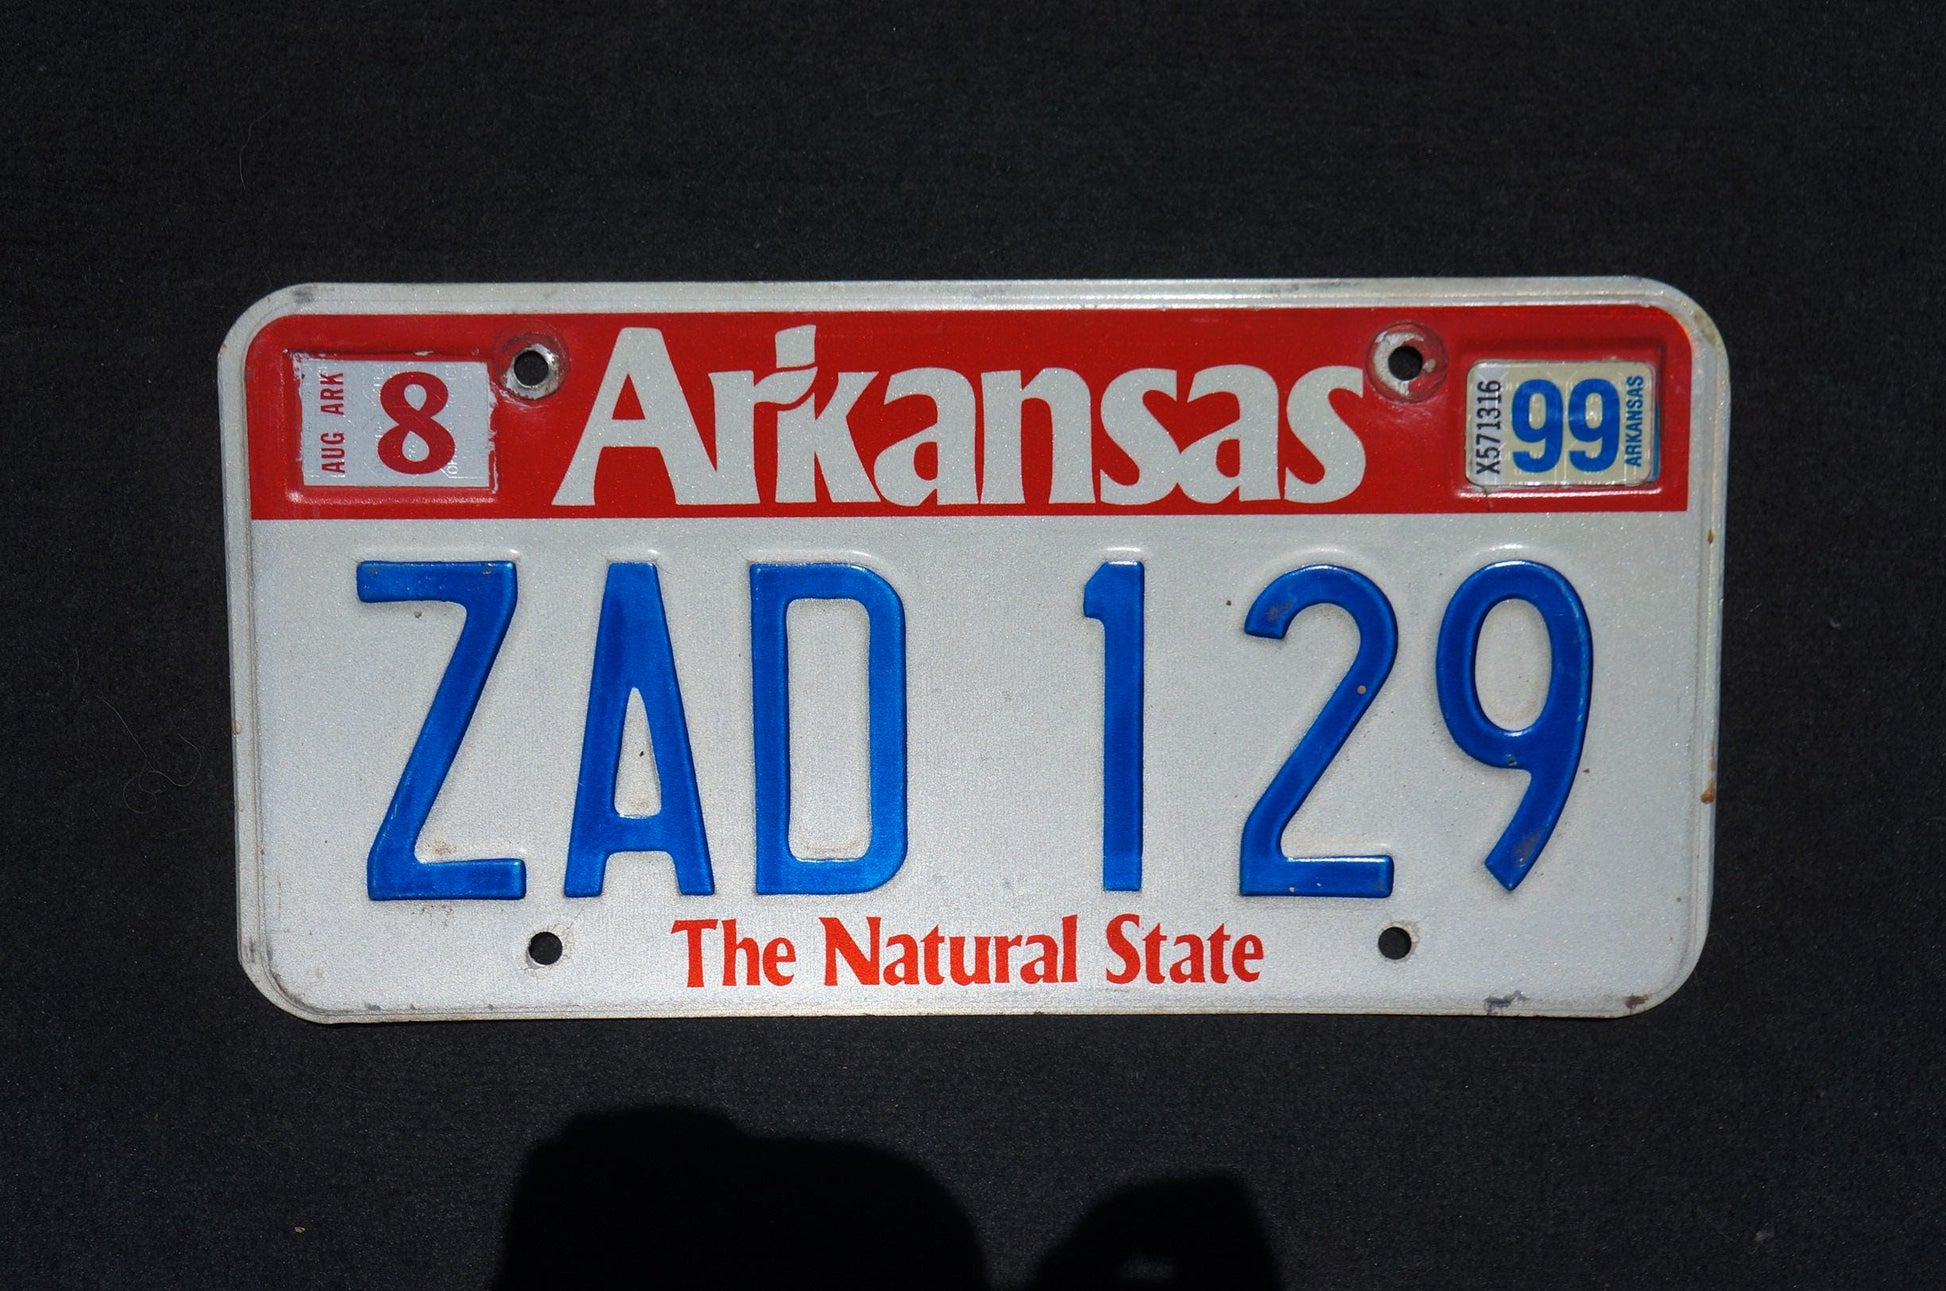 AUG ARK
8
Arkansas
X571316
99
ARKANSAS
ZAD 129
The Natural State